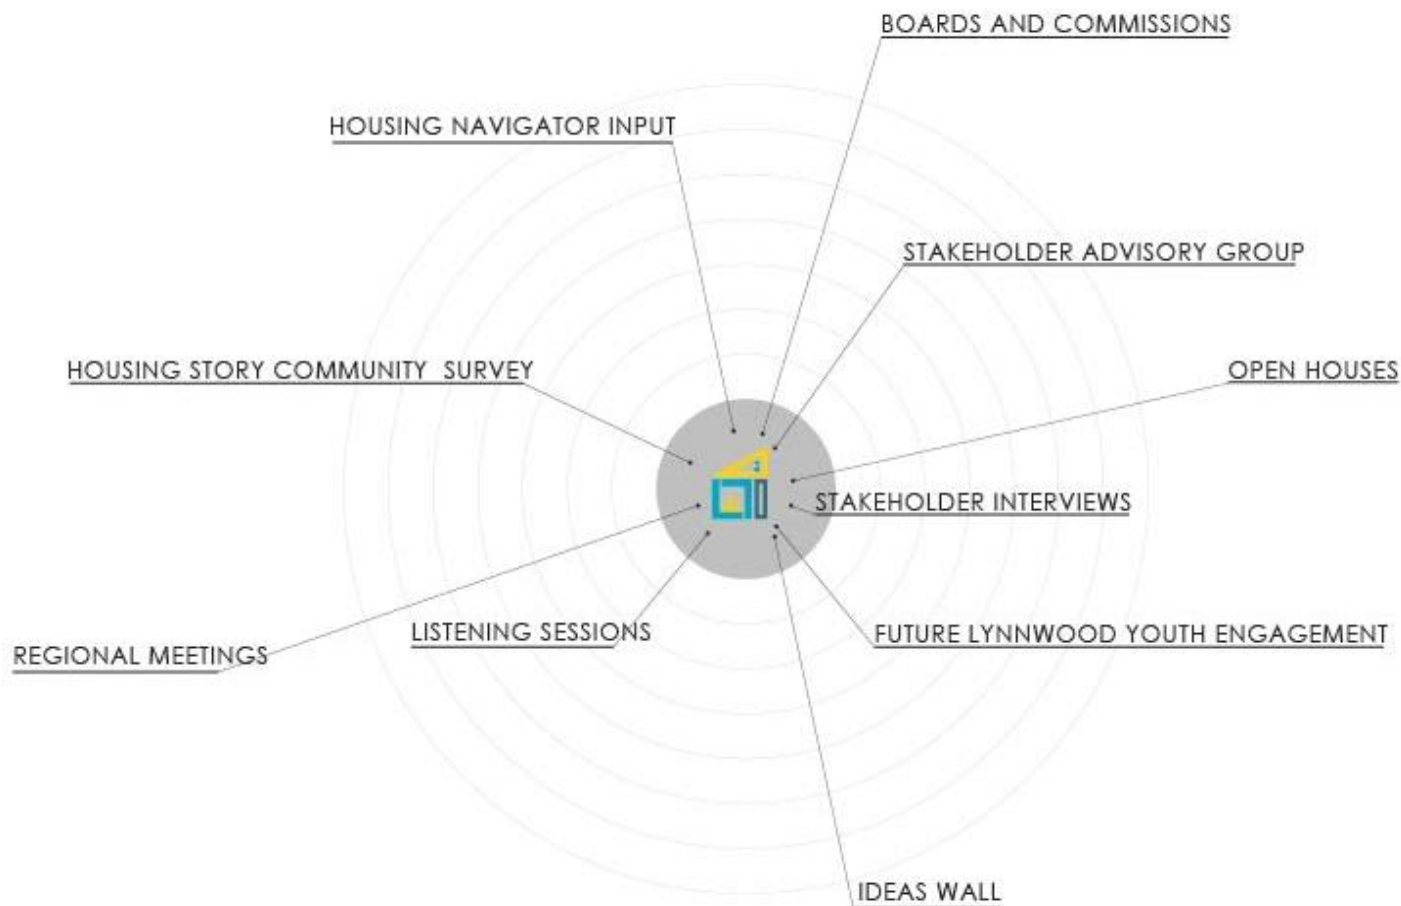 BOARDS AND COMMISSIONS
HOUSING NAVIGATOR INPUT
STAKEHOLDER ADVISORY GROUP
HOUSING STORY COMMUNITY SURVEY
OPEN HOUSES
STAKEHOLDER INTERVIEWS
LISTENING SESSIONS
FUTURE LYNNWOOD YOUTH ENGAGEMENT
REGIONAL MEETINGS
IDEAS WALL